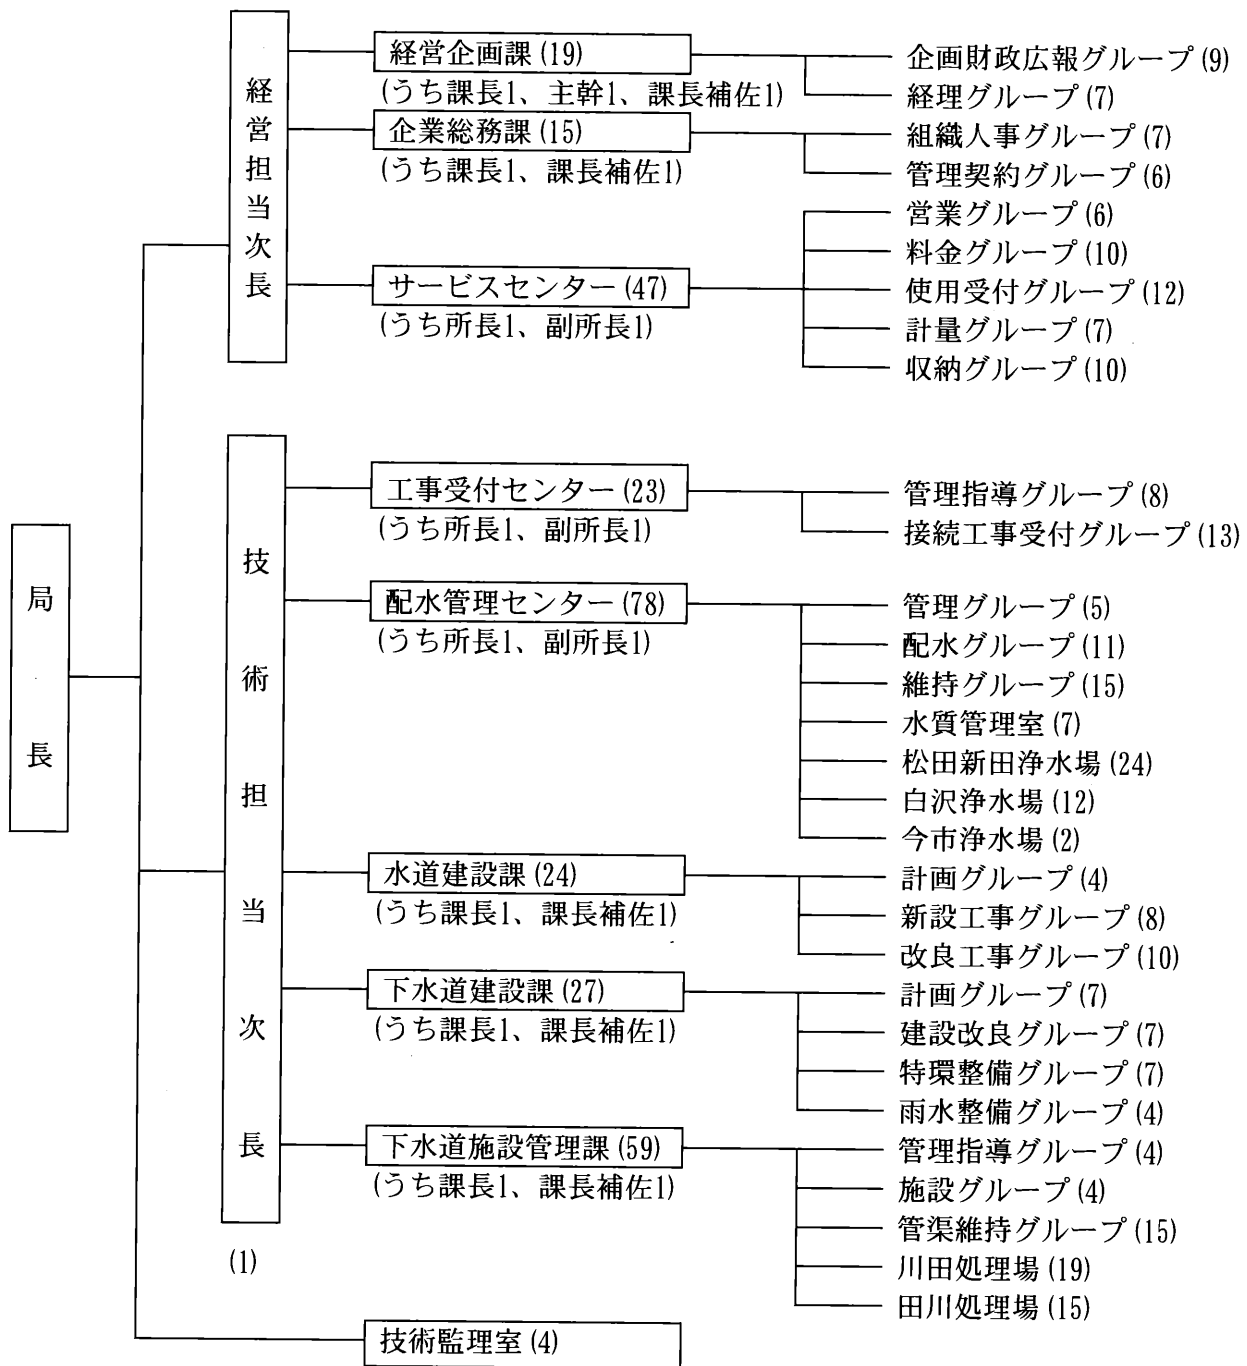 局長
経営担当次長
経営企画課(19)
(うち課長1、主幹1、課長補佐1)
企画財政広報グループ(9)
経理グループ(7)
企業総務課(15)
(うち課長1、課長補佐1)
組織人事グループ(7)
管理契約グループ(6)
サービスセンター(47)
(うち所長1、副所長1)
営業グループ(6)
料金グループ(10)
使用受付グループ(12)
計量グループ(7)
収納グループ(10)
技術担当次長
(1)
工事受付センター(23)
(うち所長1、副所長1)
管理指導グループ(8)
接続工事受付グループ(13)
配水管理センター(78)
(うち所長1、副所長1)
管理グループ(5)
配水グループ(11)
維持グループ(15)
水質管理室(7)
松田新田浄水場(24)
白沢浄水場(12)
今市浄水場(2)
水道建設課(24)
(うち課長1、課長補佐1)
計画グループ(4)
新設工事グループ(8)
改良工事グループ(10)
下水道建設課(27)
(うち課長1、課長補佐1)
計画グループ(7)
建設改良グループ(7)
特環整備グループ(7)
雨水整備グループ(4)
下水道施設管理課(59)
(うち課長1、課長補佐1)
管理指導グループ(4)
施設グループ(4)
管渠維持グループ(15)
川田処理場(19)
田川処理場(15)
技術監理室(4)